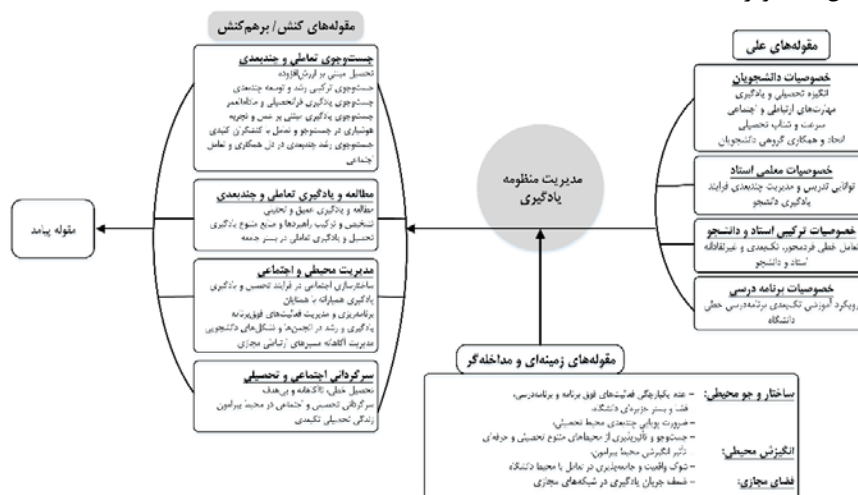 مقوله‌های علی
خصوصیات دانشجویان
انگیزه تحصیلی و یادگیری
مهارت‌های ارتباطی و اجتماعی
سرعت و شتاب تحصیلی
اتحاد و همکاری گروهی دانشجویان
خصوصیات معلمی استاد
توانایی تدریس و مدیریت چندبعدی فرایند
یادگیری دانشجو
خصوصیات ترکیبی استاد و دانشجو
تعامل خطی فردمحور، تک‌بعدی و غیرنقادانه
استاد و دانشجو
خصوصیات برنامه درسی
رویکرد آموزشی تک‌بعدی برنامه‌درسی خطی
دانشگاه
مدیریت منظومه
یادگیری
مقوله‌های زمینه‌ای و مداخله‌گر
ساختار و جو محیطی: – عدم یکپارچگی فعالیت‌های فوق برنامه و برنامه‌درسی،
فضا و بستر جزیره‌ای دانشگاه،
– ضرورت پویایی چندبعدی محیط تحصیلی،
– جست‌وجو و تأثیرپذیری از محیط‌های متنوع تحصیلی و حرفه‌ای
انگیزش محیطی: تأثیر انگیزشی محیط پیرامون،
– شوک واقعیت و جامعه‌پذیری در تعامل با محیط دانشگاه
فضای مجازی: – ضعف جریان یادگیری در شبکه‌های مجازی
مقوله‌های کنش/ برهم‌کنش
جست‌وجوی تعاملی و چندبعدی
تحصیل مبتنی بر ارزش‌افزوده
جست‌وجوی ترکیبی رشد و توسعه چندبعدی
جست‌وجوی یادگیری فراتحصیلی و مادام‌العمر
جست‌وجوی یادگیری مبتنی بر عمل و تجربه
هوشیاری در جست‌وجو و تعامل با کنشگران کلیدی
جست‌وجوی رشد چندبعدی در دل همکاری و تعامل
اجتماعی
مطالعه و یادگیری تعاملی و چندبعدی
مطالعه و یادگیری عمیق و تحلیلی
تشخیص و ترکیب راهبردها و منابع متنوع یادگیری
تحصیل و یادگیری تعاملی در بستر جامعه
مدیریت محیطی و اجتماعی
ساختارسازی اجتماعی در فرایند تحصیل و یادگیری
یادگیری همیارانه با همتایان
برنامه‌ریزی و مدیریت فعالیت‌های فوق‌برنامه
یادگیری و رشد در انجمن‌ها و تشکل‌های دانشجویی
مدیریت آگاهانه مسیرهای ارتباطی مجازی
سرگردانی اجتماعی و تحصیلی
تحصیل خطی، ناآگاهانه و بی‌هدف
سرگردانی تحصیلی و اجتماعی در محیط پیرامون
زندگی تحصیلی تک‌بعدی
مقوله پیامد